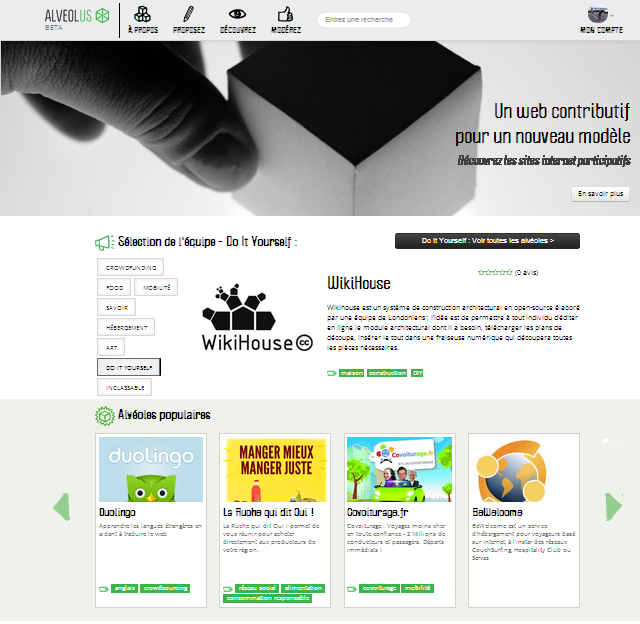 ALVEOLUS
BETA
À PROPOS
PROPOSEZ
DÉCOUVREZ
MODÉREZ
Entrez une recherche
MON COMPTE
Un web contributif
pour un nouveau modèle
Découvrez les sites internet participatifs
En savoir plus
Sélection de l'équipe - Do It Yourself :
Do It Yourself : Voir toutes les alvéoles >
CROWDFUNDING
FOOD
MOBILITÉ
SAVOIR
HÉBERGEMENT
ART
DO IT YOURSELF
INCLASSABLE
WikiHouse cc
WikiHouse
(0 avis)
Wikihouse est un système de construction architectural en open-source élaboré
par une équipe de Londoniens ; l'idée est de permettre à tout individu d'éditer
en ligne le module architectural dont il a besoin, télécharger les plans de
découpe, insérer le tout dans une fraiseuse numérique qui découpera toutes
les pièces nécessaires.
maison construction DIY
Alvéoles populaires
duolingo
Duolingo
Apprendre les langues étrangères en
aidant à traduire le web
anglais crowdsourcing
MANGER MIEUX
MANGER JUSTE
La Ruche qui dit Oui !
La Ruche qui dit Oui ! permet de
vous réunir pour acheter
directement aux producteurs de
votre région.
réseau social alimentation
consommation responsable
Covoiturage.fr
Covoiturage.fr
Covoiturage : Voyagez moins cher
en toute confiance - 2 Millions de
conducteurs et passagers. Départs
immédiats !
covoiturage mobilité
BeWelcome
BeWelcome est un service
d'hébergement pour voyageurs basé
sur Internet, à l'instar des réseaux
CouchSurfing, Hospitality Club ou
Servas